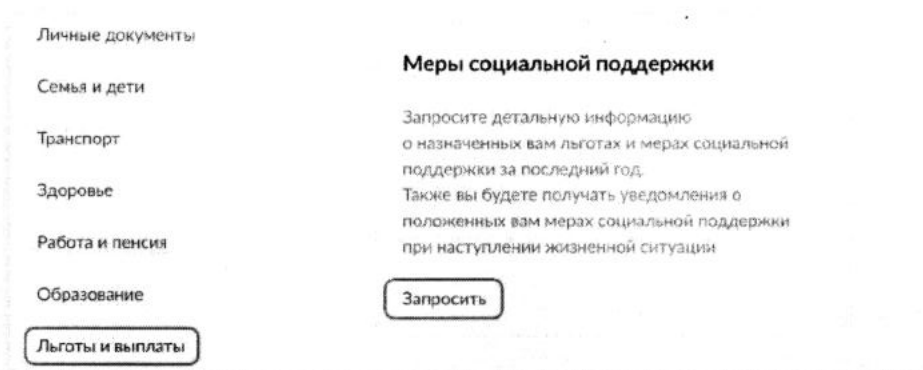 Личные документы
Семья и дети
Транспорт
Здоровье
Работа и пенсия
Образование
Льготы и выплаты
Меры социальной поддержки
Запросите детальную информацию
о назначенных вам льготах и мерах социальной
поддержки за последний год.
Также вы будете получать уведомления о
положенных вам мерах социальной поддержки
при наступлении жизненной ситуации
Запросить